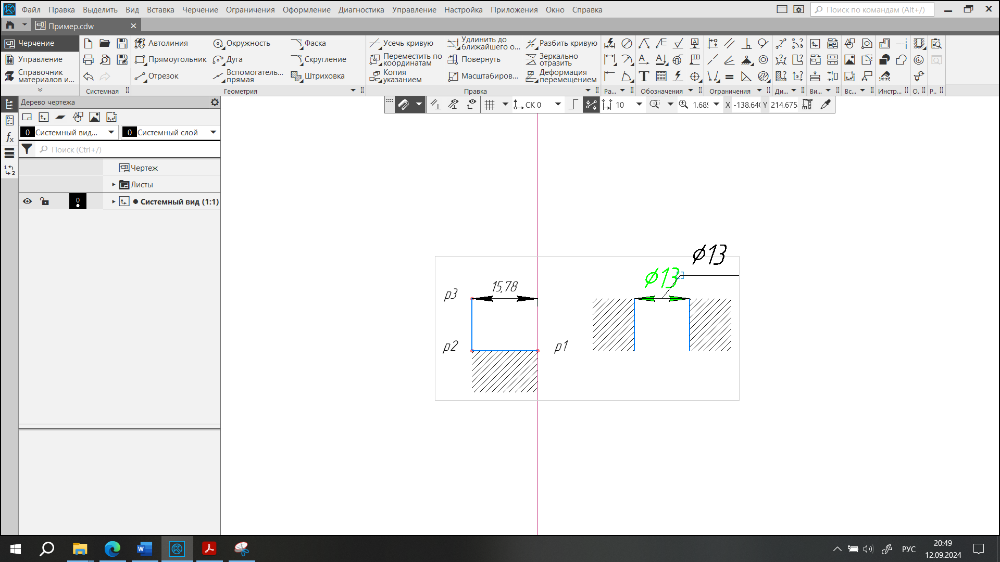 Файл Правка Выделить Вид Вставка Черчение Ограничения Оформление Диагностика Управление Настройка Приложения Окно Справка Поиск по командам (Alt+/)
Пример.cdw
Черчение
Управление
Справочник материалов и...
Системная
Автолиния
Прямоугольник
Отрезок
Окружность
Дуга
Вспомогатель... прямая
Фаска
Скругление
Штриховка
Геометрия
Усечь кривую
Переместить по координатам
Копия указанием
Удлинить до ближайшего о...
Повернуть
Масштабиров...
Разбить кривую
Зеркально отразить
Деформация перемещением
Правка
Ра...
Обозначения
Ограничения
Ди...
Ви...
Вс...
Инстр...
О.
Р..
Дерево чертежа
СК 0
10
1.689
X -138.640
Y 214.675
0 Системный вид...
0 Системный слой
Поиск (Ctrl+/)
Чертеж
Листы
0
Системный вид (1:1)
⌀13
⌀13
15,78
p3
p2
p1
РУС
20:49
12.09.2024